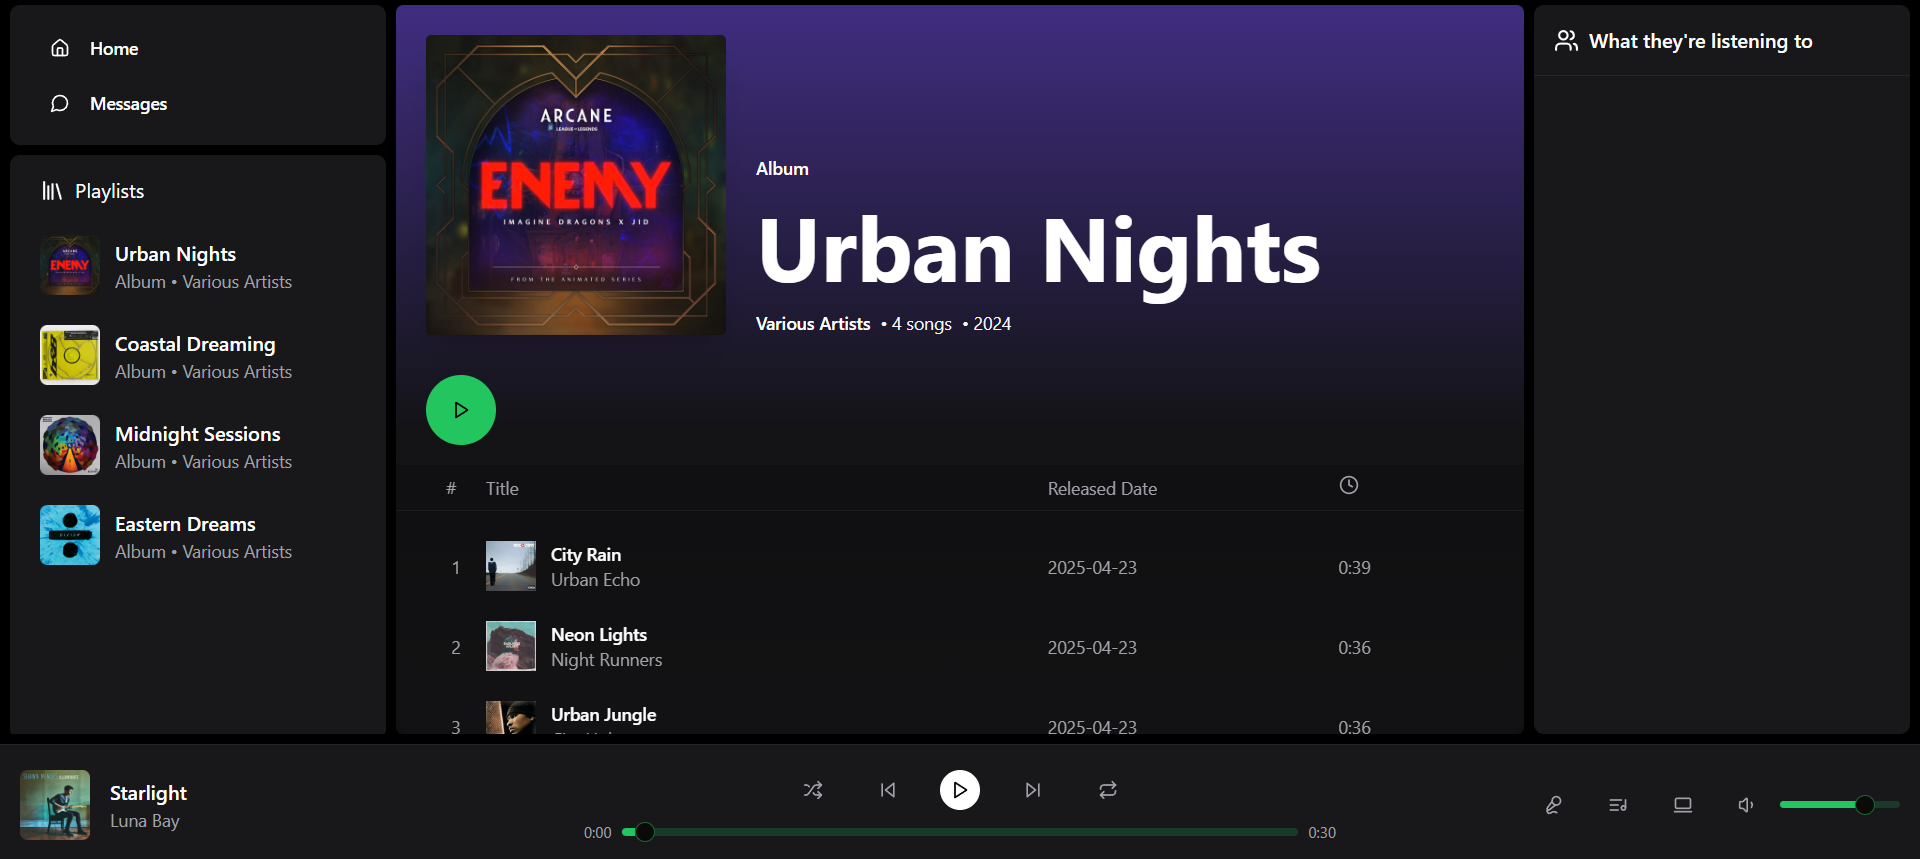 Home
Messages
Playlists
Urban Nights
Album • Various Artists
Coastal Dreaming
Album • Various Artists
Midnight Sessions
Album • Various Artists
Eastern Dreams
Album • Various Artists
ARCANE
LEAGUE OF LEGENDS
ENEMY
IMAGINE DRAGONS X JID
FROM THE ANIMATED SERIES
Album
Urban Nights
Various Artists • 4 songs • 2024
# Title Released Date
1 City Rain 2025-04-23 0:39
Urban Echo
2 Neon Lights 2025-04-23 0:36
Night Runners
3 Urban Jungle 2025-04-23 0:36
What they're listening to
Starlight
Luna Bay
0:00 0:30